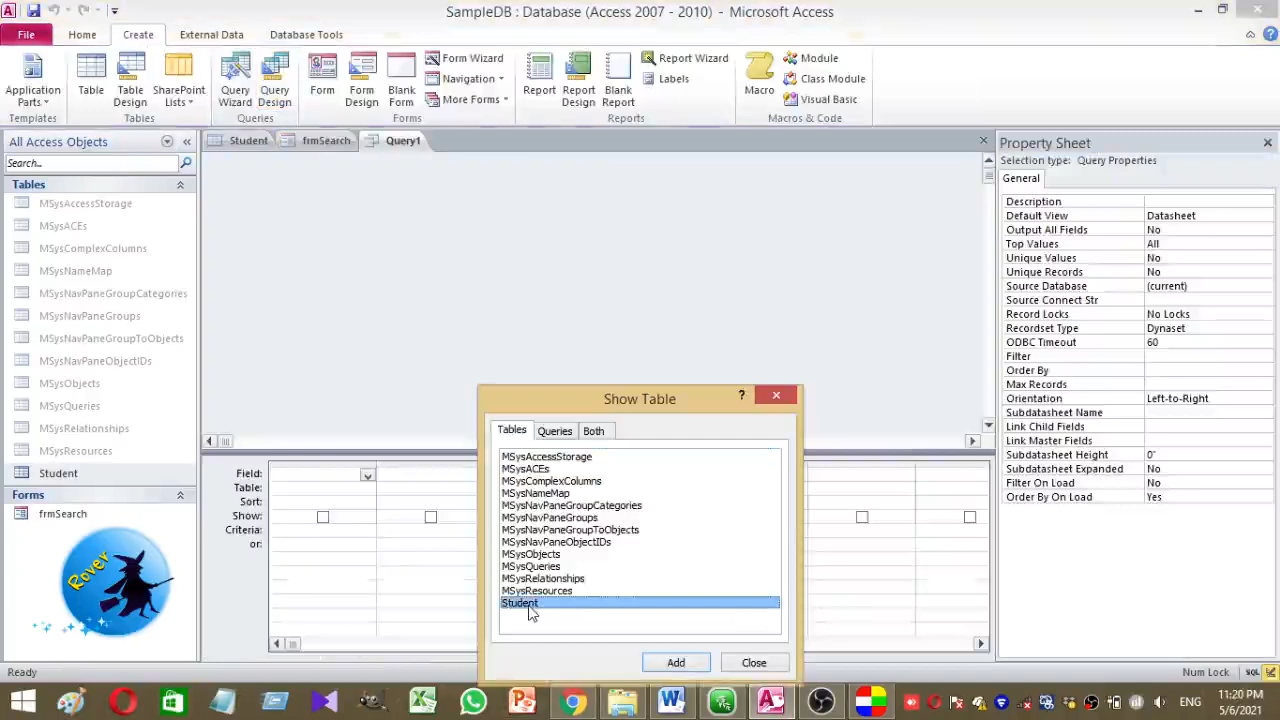 SampleDB : Database (Access 2007 - 2010) - Microsoft Access
File Home Create External Data Database Tools
Application Parts
Table
Table Design
SharePoint Lists
Query Wizard
Query Design
Form
Form Design
Blank Form
Form Wizard
Navigation
More Forms
Report
Report Design
Blank Report
Report Wizard
Labels
Macro
Module
Class Module
Visual Basic
Templates Tables Queries Forms Reports Macros & Code
All Access Objects
Search...
Tables
MSysAccessStorage
MSysACEs
MSysComplexColumns
MSysNameMap
MSysNavPaneGroupCategories
MSysNavPaneGroups
MSysNavPaneGroupToObjects
MSysNavPaneObjectIDs
MSysObjects
MSysQueries
MSysRelationships
MSysResources
Student
Forms
frmSearch
Rover
Student frmSearch Query1
Field:
Table:
Sort:
Show:
Criteria:
or:
Show Table
?
Tables Queries Both
MSysAccessStorage
MSysACEs
MSysComplexColumns
MSysNameMap
MSysNavPaneGroupCategories
MSysNavPaneGroups
MSysNavPaneGroupToObjects
MSysNavPaneObjectIDs
MSysObjects
MSysQueries
MSysRelationships
MSysResources
Student
Add Close
Property Sheet
Selection type: Query Properties
General
Description
Default View Datasheet
Output All Fields No
Top Values All
Unique Values No
Unique Records No
Source Database (current)
Source Connect Str
Record Locks No Locks
Recordset Type Dynaset
ODBC Timeout 60
Filter
Order By
Max Records
Orientation Left-to-Right
Subdatasheet Name
Link Child Fields
Link Master Fields
Subdatasheet Height 0"
Subdatasheet Expanded No
Filter On Load No
Order By On Load Yes
Ready
Num Lock SQL
ENG
11:20 PM
5/6/2021